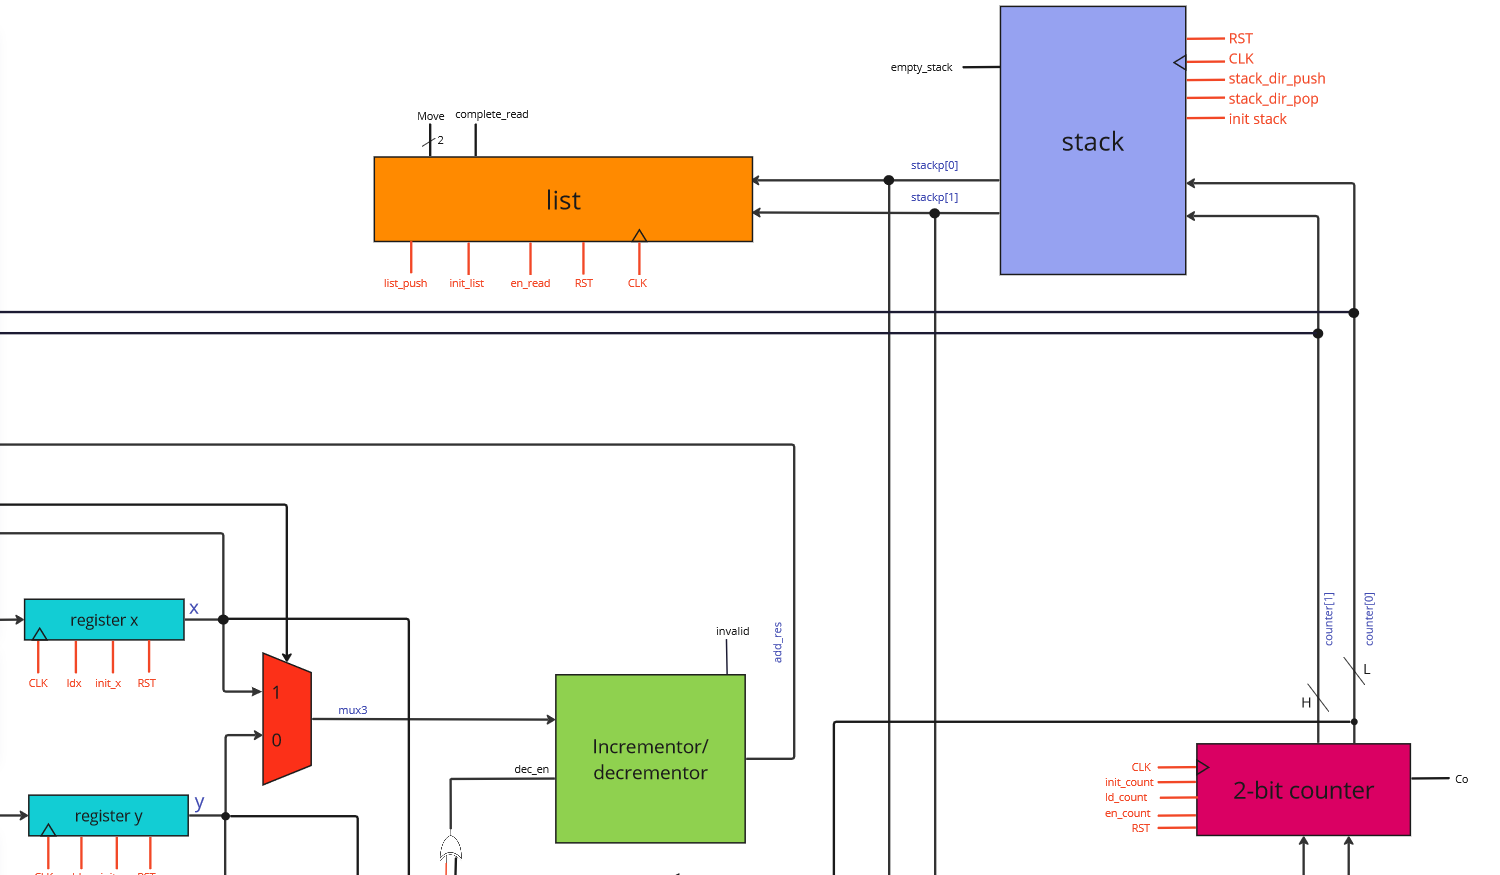 RST
CLK
empty_stack
stack_dir_push
stack_dir_pop
init stack
Move
complete_read
2
stack
stackp[0]
list
stackp[1]
list_push
init_list
en_read
RST
CLK
counter[1]
counter[0]
x
register x
invalid
add_res
L
CLK
ldx
init_x
RST
1
H
mux3
0
Incrementor/
decrementor
dec_en
CLK
init_count
ld_count
en_count
RST
2-bit counter
Co
y
register y